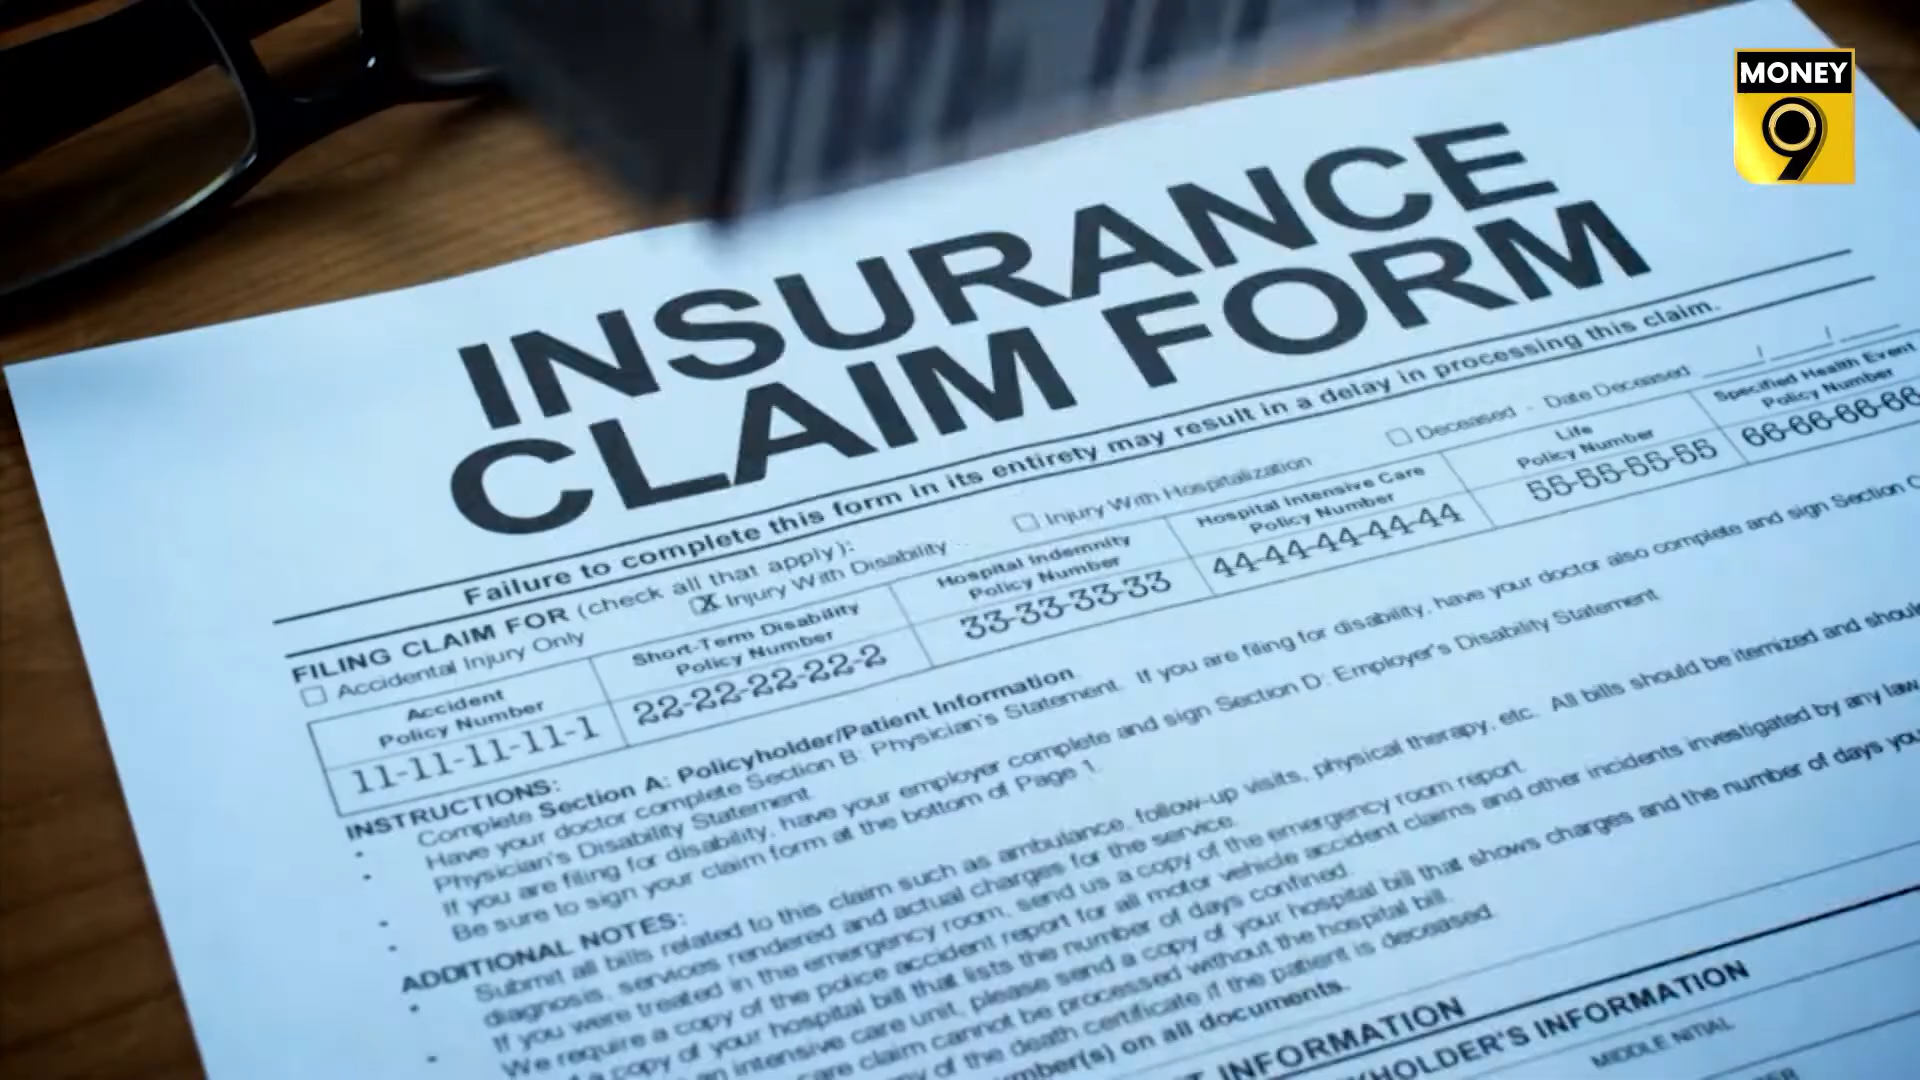 MONEY
9
INSURANCE
CLAIM FORM
Failure to complete this form in its entirety may result in a delay in processing this claim.
FILING CLAIM FOR (check all that apply):
Accidental Injury Only
X Injury With Disability
Injury With Hospitalization
Deceased - Date Deceased ____/____/____
Accident
Policy Number
11-11-11-11-1
Short-Term Disability
Policy Number
22-22-22-22-2
Hospital Indemnity
Policy Number
33-33-33-33
Hospital Intensive Care
Policy Number
44-44-44-44-44
Life
Policy Number
55-55-55-55
Specified Health Event
Policy Number
66-66-66-66
INSTRUCTIONS:
• Complete Section A: Policyholder/Patient Information.
• Have your doctor complete Section B: Physician's Statement. If you are filing for disability, have your doctor also complete and sign Section C
Physician's Disability Statement.
• If you are filing for disability, have your employer complete and sign Section D: Employer's Disability Statement.
• Be sure to sign your claim form at the bottom of Page 1.
ADDITIONAL NOTES:
• Submit all bills related to this claim such as ambulance, follow-up visits, physical therapy, etc. All bills should be itemized and should
diagnosis, services rendered and actual charges for the service.
• If you were treated in the emergency room, send us a copy of the emergency room report.
We require a copy of the police accident report for all motor vehicle accident claims and other incidents investigated by any law
a copy of your hospital bill that lists the number of days confined.
an intensive care unit, please send a copy of your hospital bill that shows charges and the number of days you
care claim cannot be processed without the hospital bill.
of the death certificate if the patient is deceased.
number(s) on all documents.
INFORMATION
HOLDER'S INFORMATION
MIDDLE NITIAL